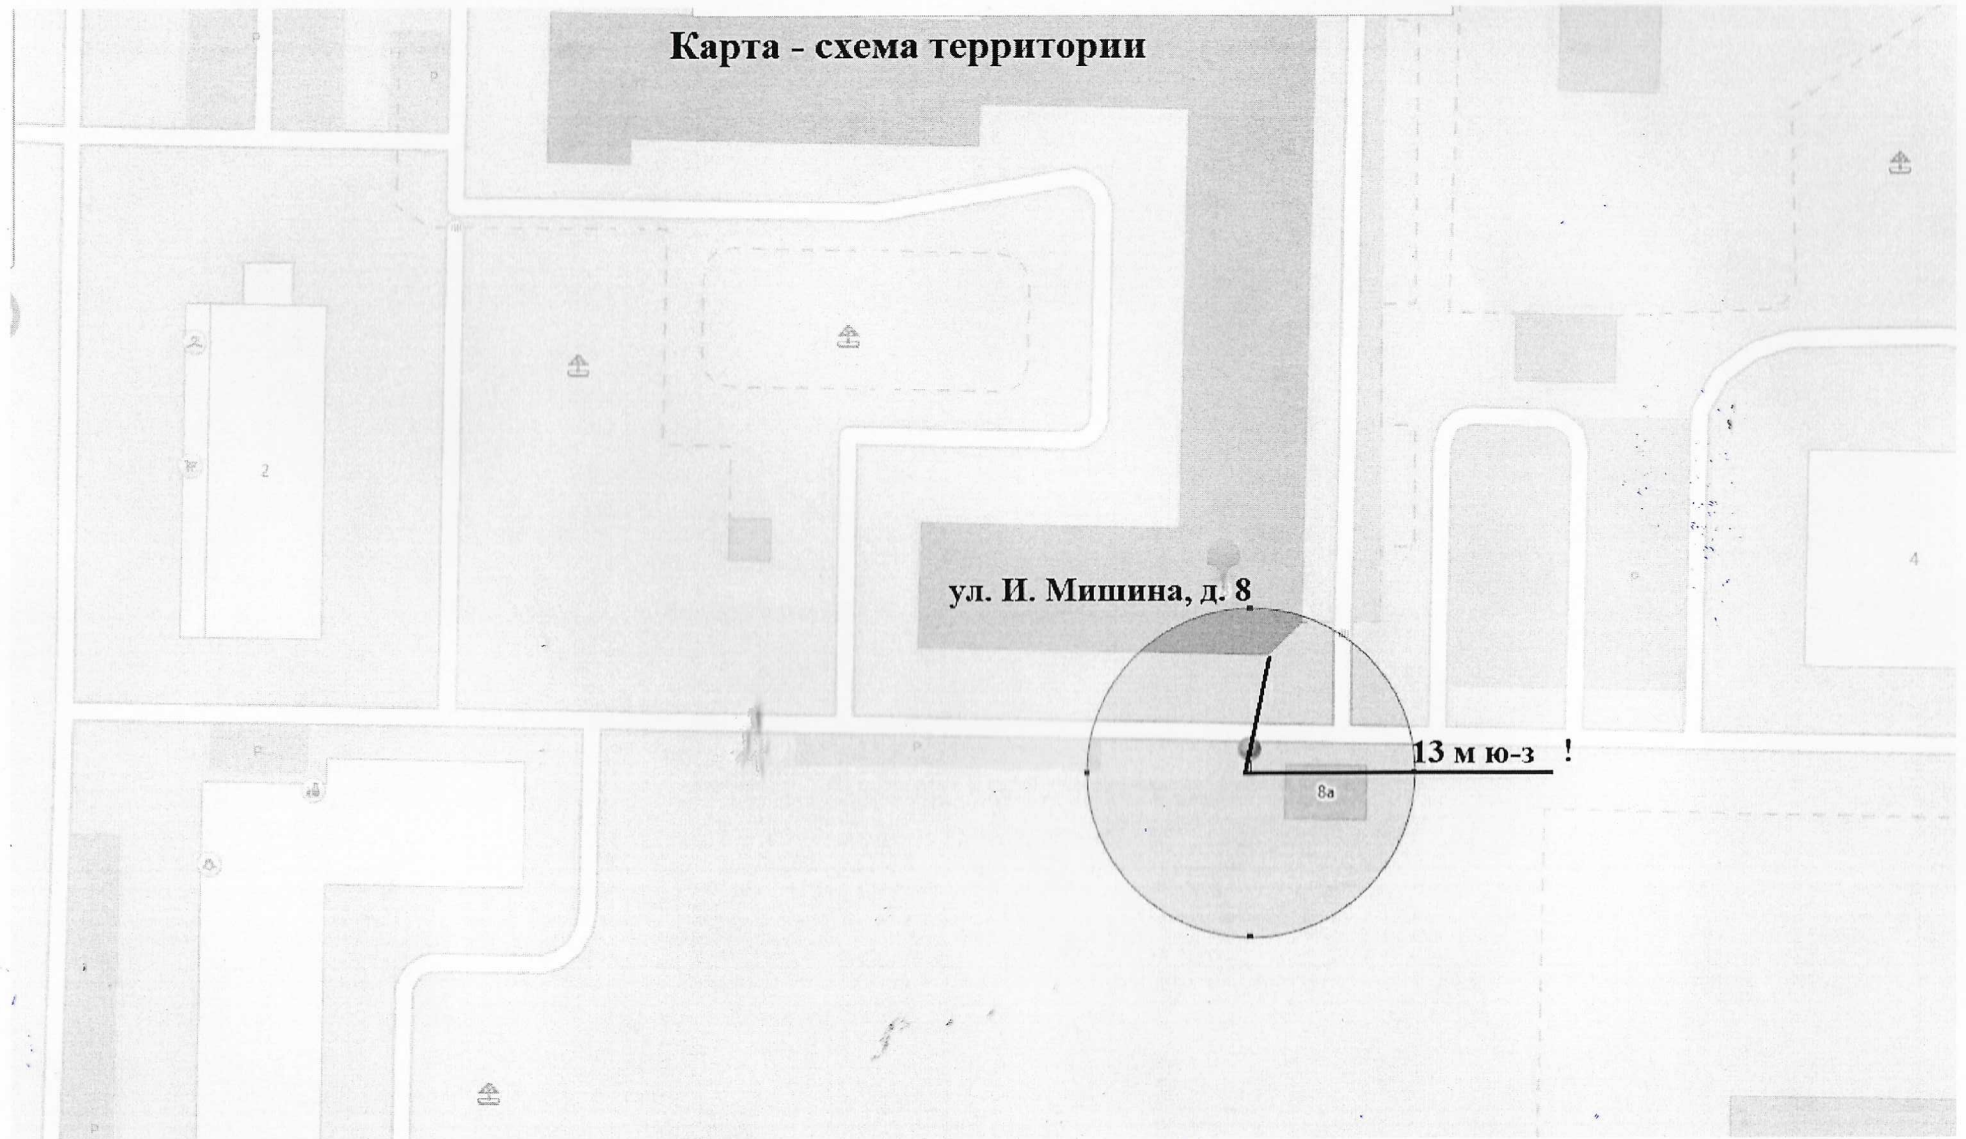 Р
Р
Карта - схема территории
2
4
ул. И. Мишина, д. 8
Р
Р
13 м ю-з !
8а
Р